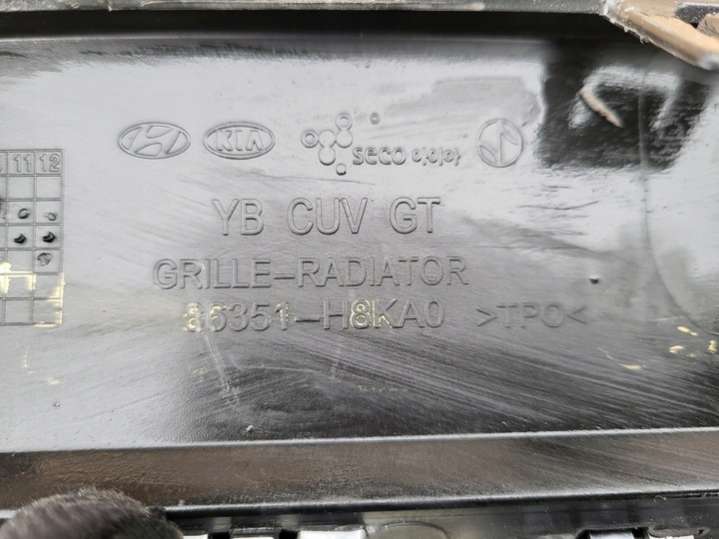 KIA
seco
11 12
YB CUV GT
GRILLE-RADIATOR
86351-H8KA0 >TPO<